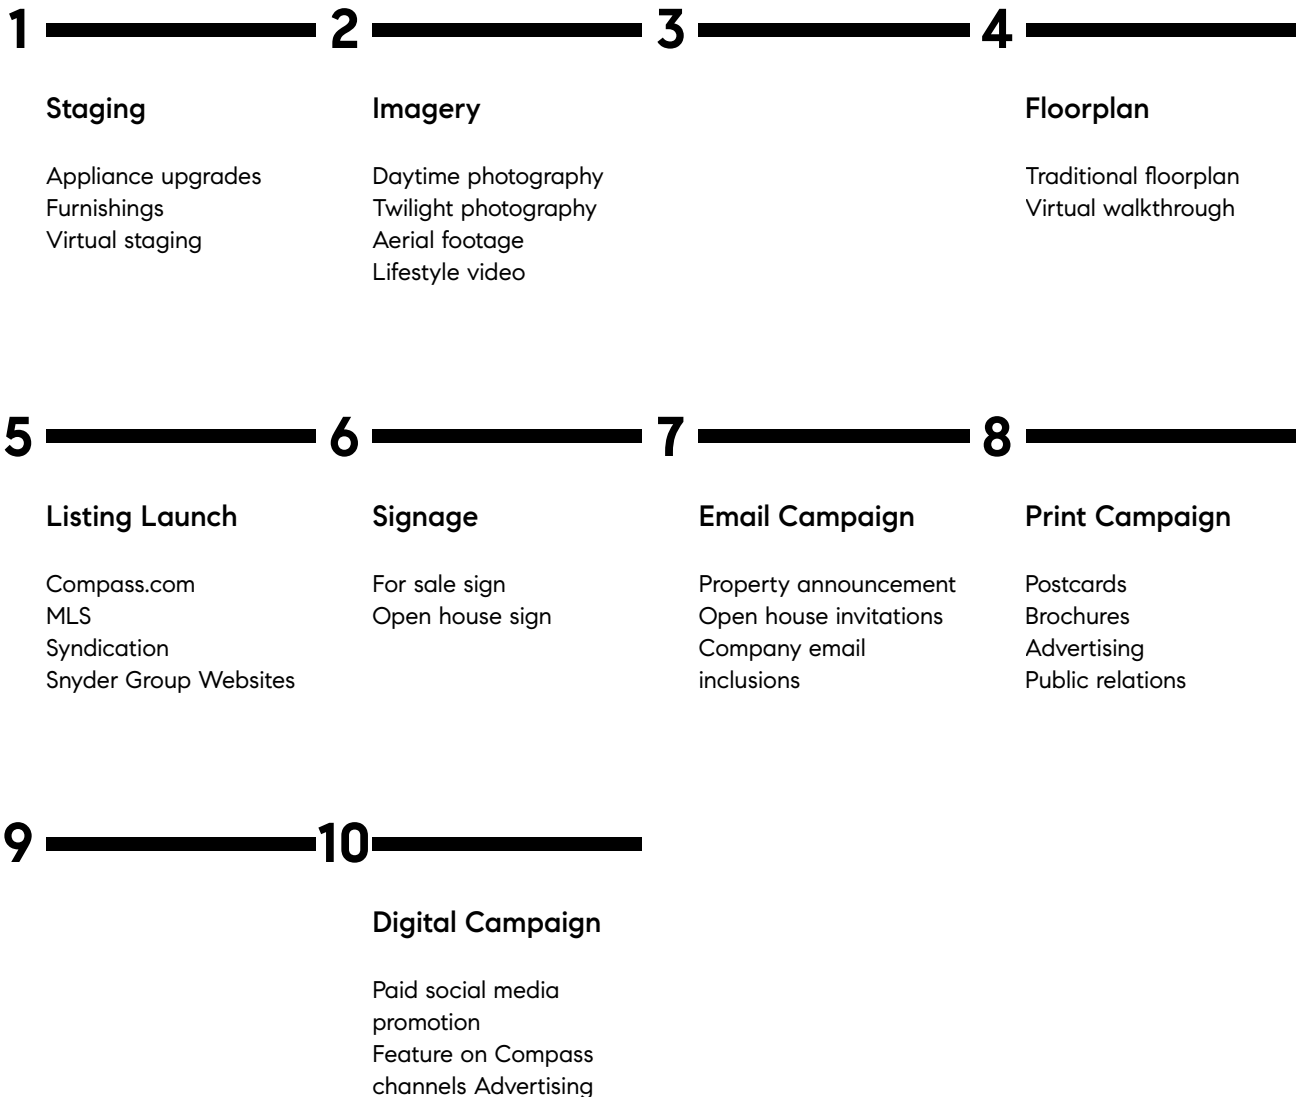 1
Staging
Appliance upgrades
Furnishings
Virtual staging
2
Imagery
Daytime photography
Twilight photography
Aerial footage
Lifestyle video
3
4
Floorplan
Traditional floorplan
Virtual walkthrough
5
Listing Launch
Compass.com
MLS
Syndication
Snyder Group Websites
6
Signage
For sale sign
Open house sign
7
Email Campaign
Property announcement
Open house invitations
Company email
inclusions
8
Print Campaign
Postcards
Brochures
Advertising
Public relations
9
10
Digital Campaign
Paid social media
promotion
Feature on Compass
channels Advertising